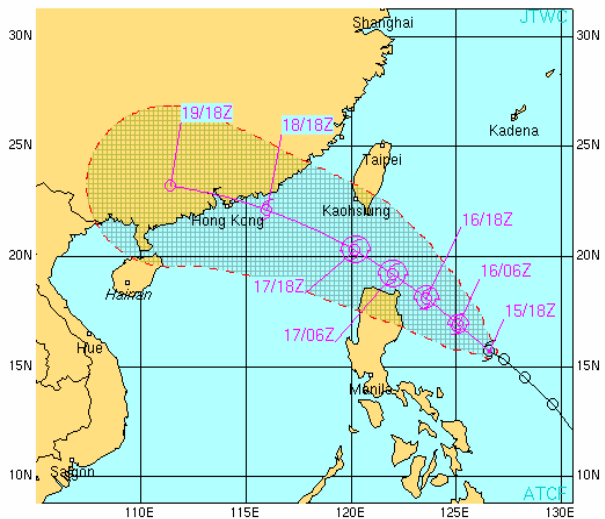 Shanghai
JTWC
30N
30N
19/18Z
18/18Z
25N
25N
Kadena
Taipei
Kaohsiung
Hong Kong
16/18Z
20N
20N
16/06Z
Hainan
17/18Z
15/18Z
17/06Z
15N
15N
Hue
Manila
Saigon
10N
10N
ATCF
110E
115E
120E
125E
130E